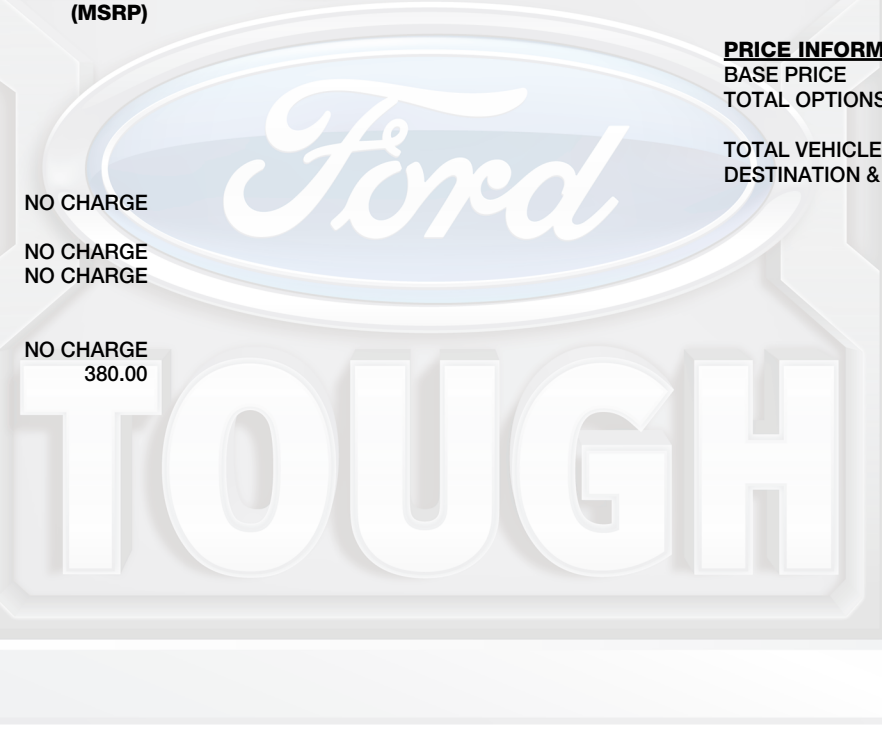 (MSRP)
PRICE INFORM
BASE PRICE
TOTAL OPTIONS
TOTAL VEHICLE
DESTINATION &
NO CHARGE
NO CHARGE
NO CHARGE
NO CHARGE
380.00
Ford
TOUGH